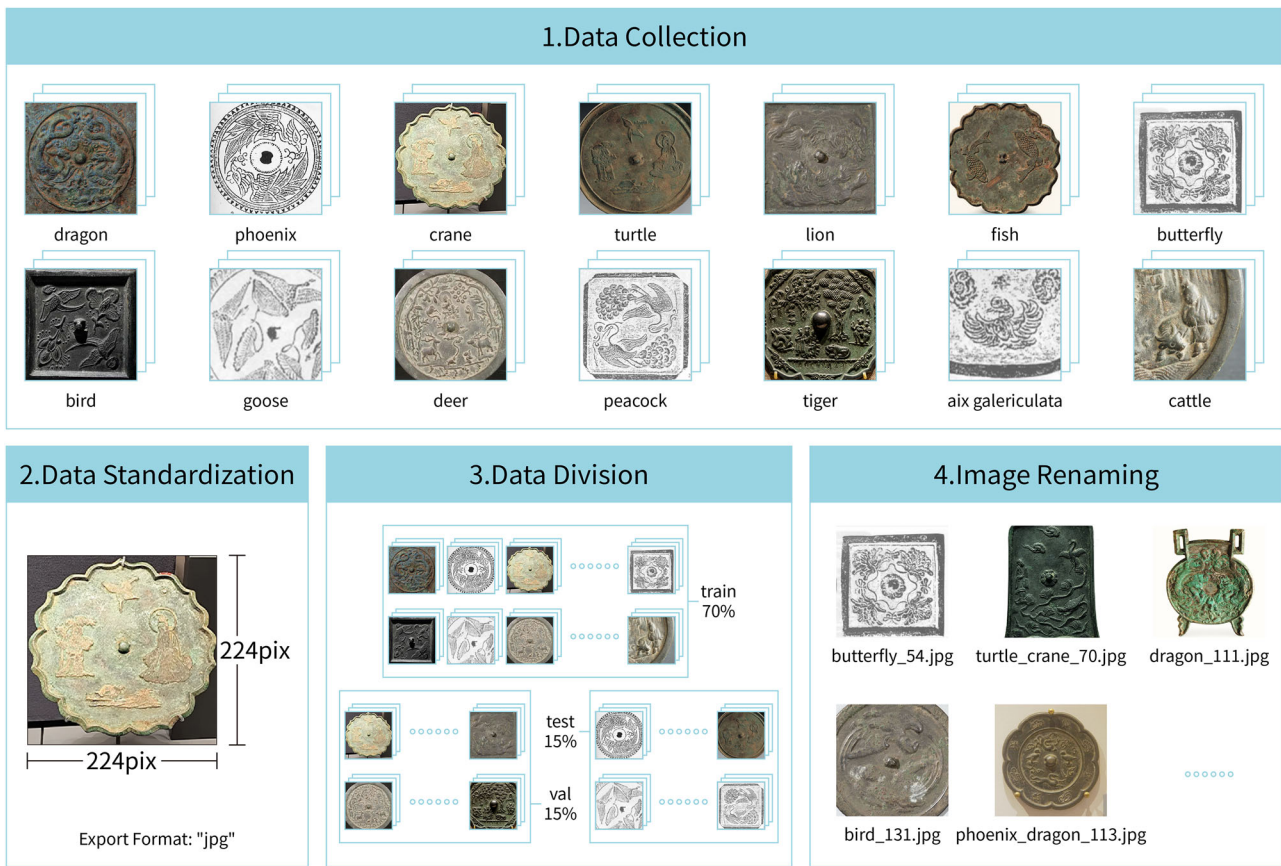 1.Data Collection
dragon
phoenix
crane
turtle
lion
fish
butterfly
bird
goose
deer
peacock
tiger
aix galericulata
cattle
2.Data Standardization
224pix
224pix
Export Format: "jpg"
3.Data Division
train
70%
test
15%
val
15%
4.Image Renaming
butterfly_54.jpg
turtle_crane_70.jpg
dragon_111.jpg
bird_131.jpg
phoenix_dragon_113.jpg